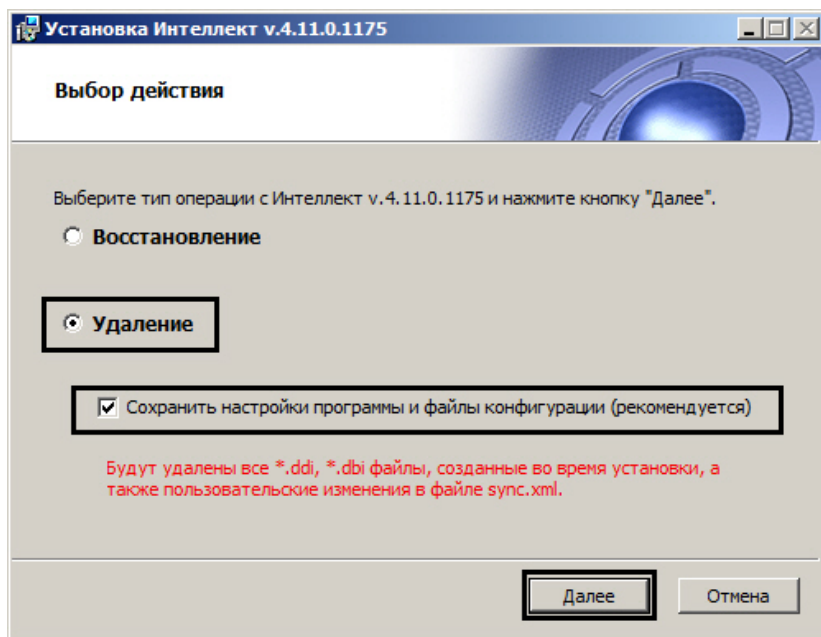 Установка Интеллект v.4.11.0.1175
Выбор действия
Выберите тип операции с Интеллект v.4.11.0.1175 и нажмите кнопку "Далее".
Восстановление
Удаление
Сохранить настройки программы и файлы конфигурации (рекомендуется)
Будут удалены все *.ddi, *.dbi файлы, созданные во время установки, а
также пользовательские изменения в файле sync.xml.
Далее
Отмена